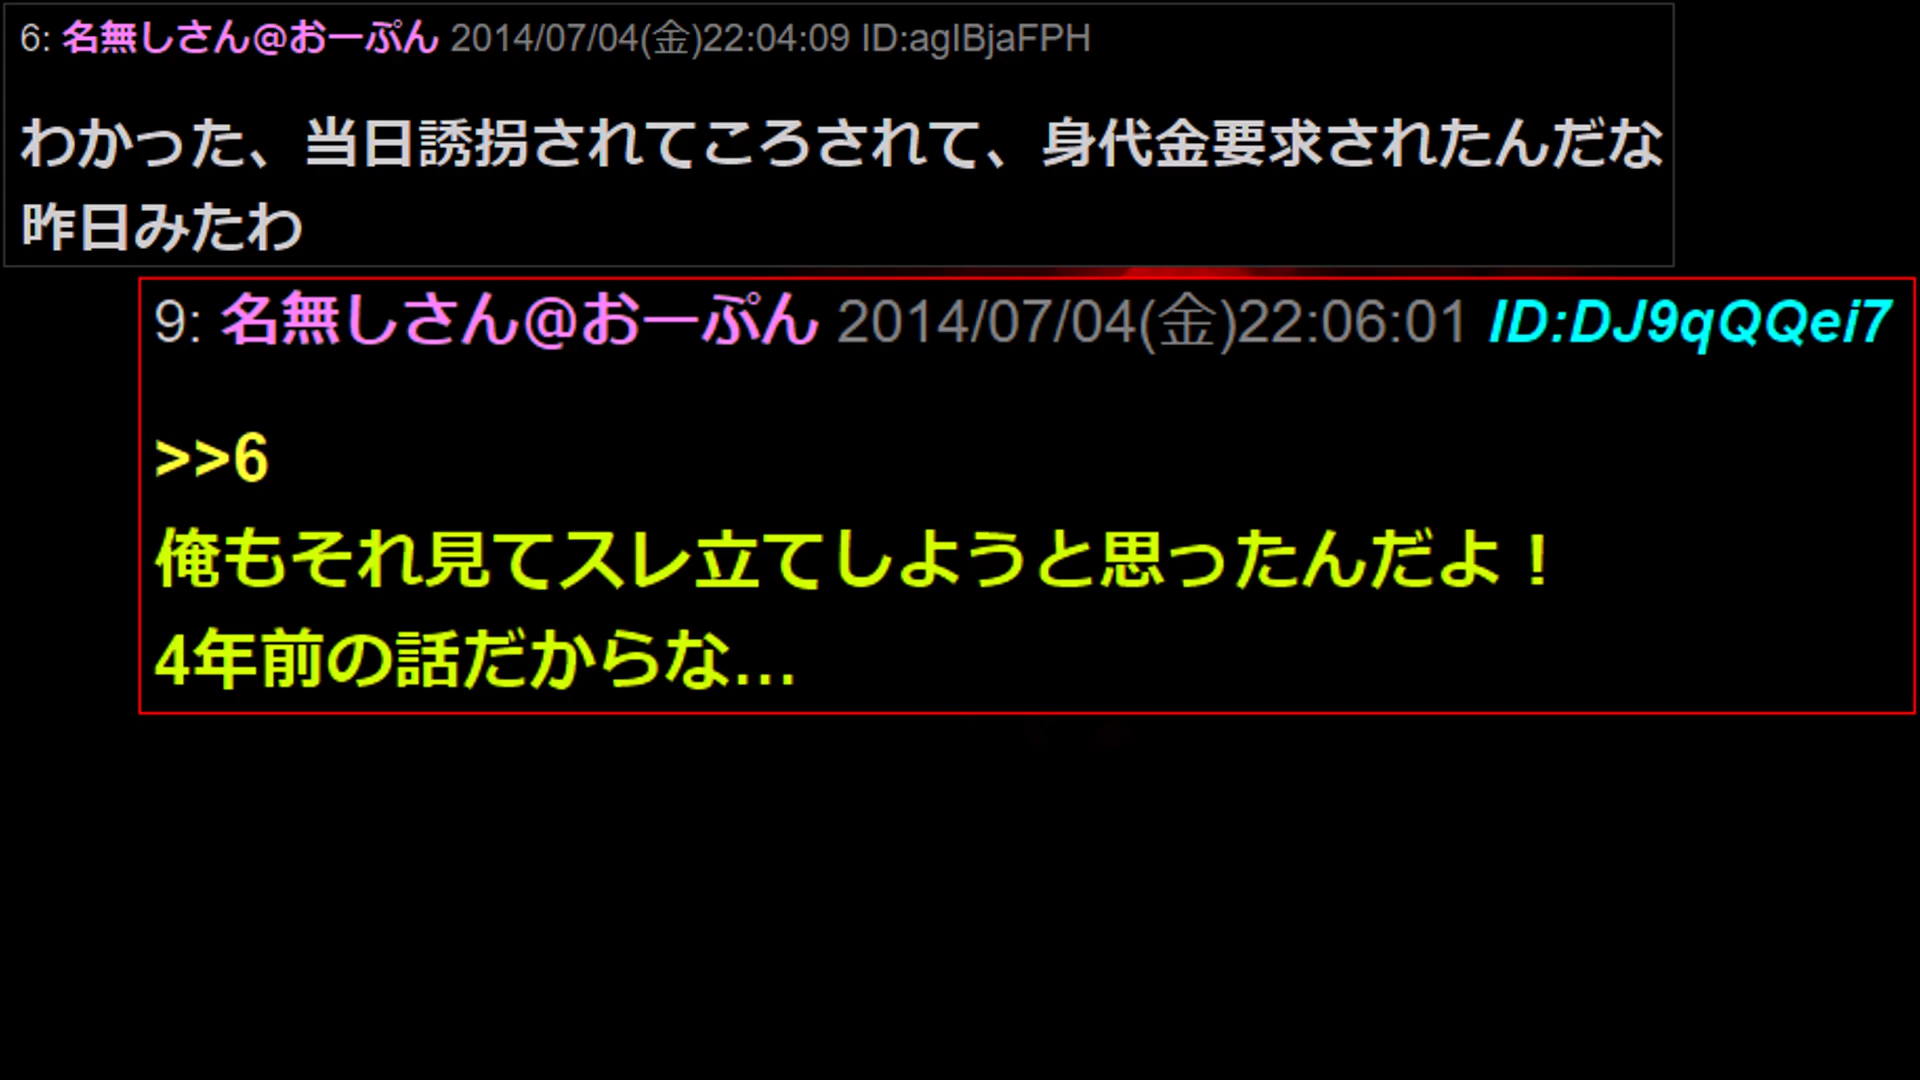 6: 名無しさん@おーぷん 2014/07/04(金)22:04:09 ID:agIBjaFPH
わかった、当日誘拐されてころされて、身代金要求されたんだな
昨日みたわ
9: 名無しさん@おーぷん 2014/07/04(金)22:06:01 ID:DJ9qQQei7
>>6
俺もそれ見てスレ立てしようと思ったんだよ！
4年前の話だからな…